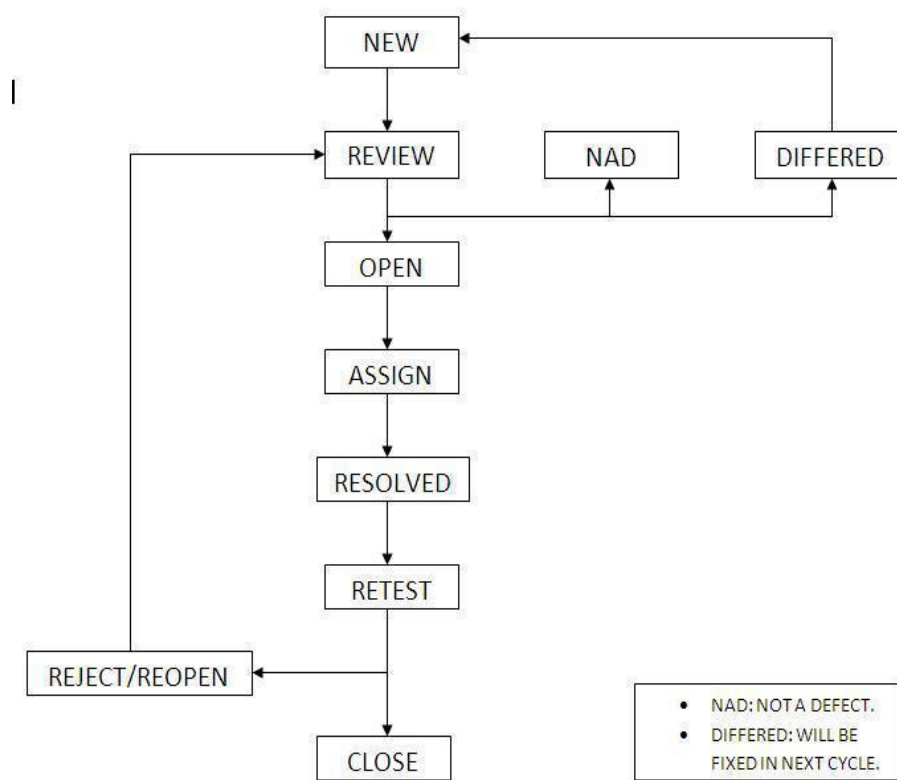 NEW
REVIEW
NAD
DIFFERED
OPEN
ASSIGN
RESOLVED
RETEST
REJECT/REOPEN
CLOSE
• NAD: NOT A DEFECT.
• DIFFERED: WILL BE
FIXED IN NEXT CYCLE.